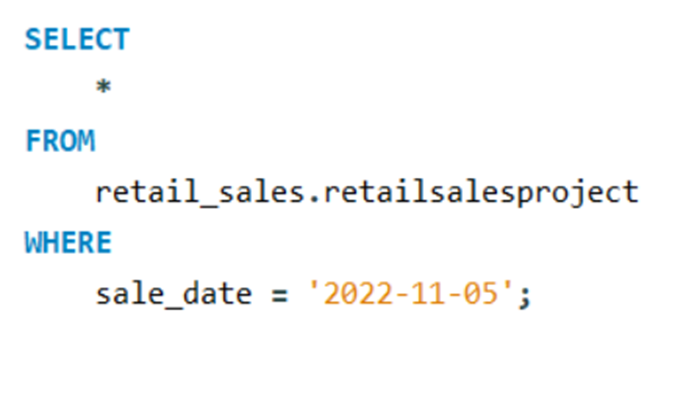 SELECT
*
FROM
retail_sales.retailsalesproject
WHERE
sale_date = '2022-11-05';